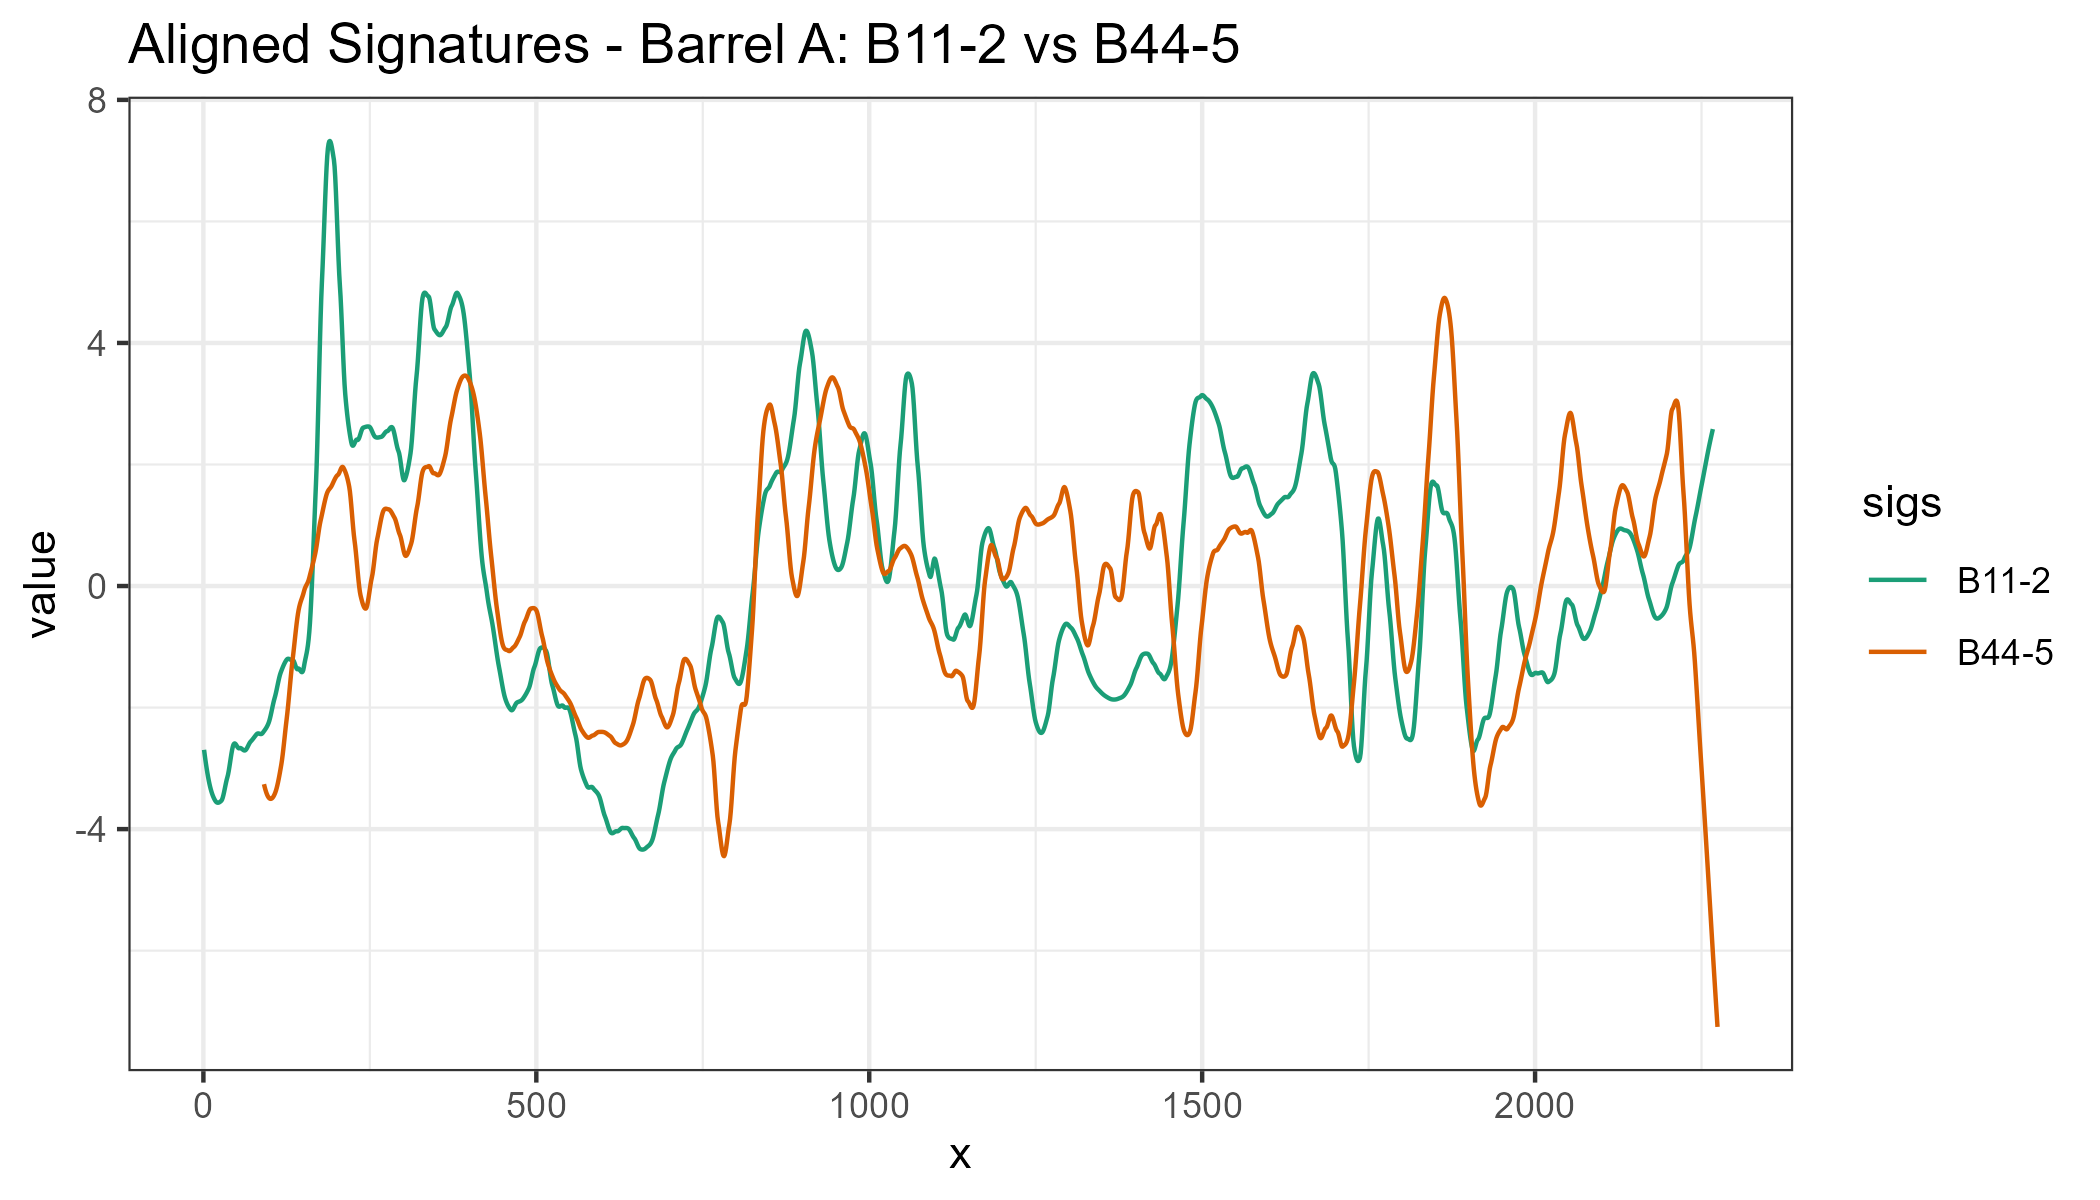 Aligned Signatures - Barrel A: B11-2 vs B44-5
8
4
0
-4
value
0 500 1000 1500 2000
x
sigs
B11-2
B44-5